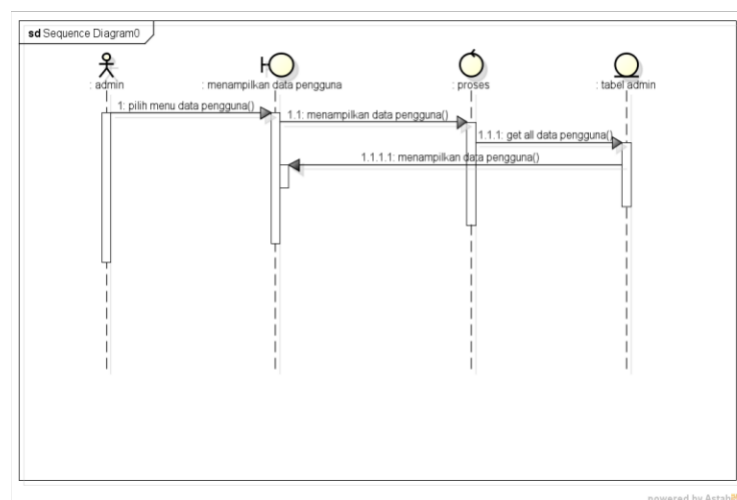 sd Sequence Diagram0
: admin
: menampilkan data pengguna
: proses
: tabel admin
1: pilih menu data pengguna()
1.1: menampilkan data pengguna()
1.1.1: get all data pengguna()
1.1.1.1: menampilkan data pengguna()
powered by Astah